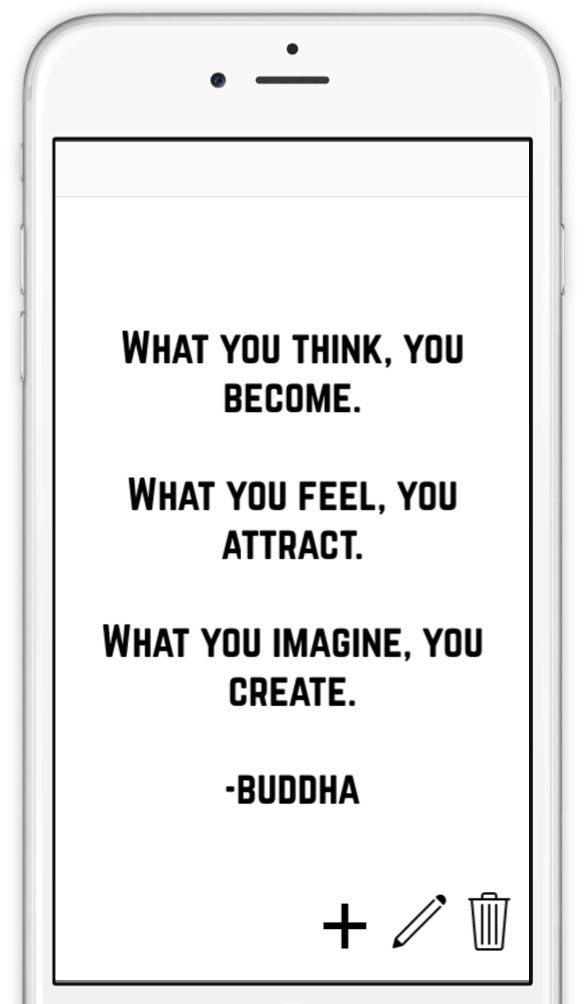 What you think, you
become.
What you feel, you
attract.
What you imagine, you
create.
-Buddha